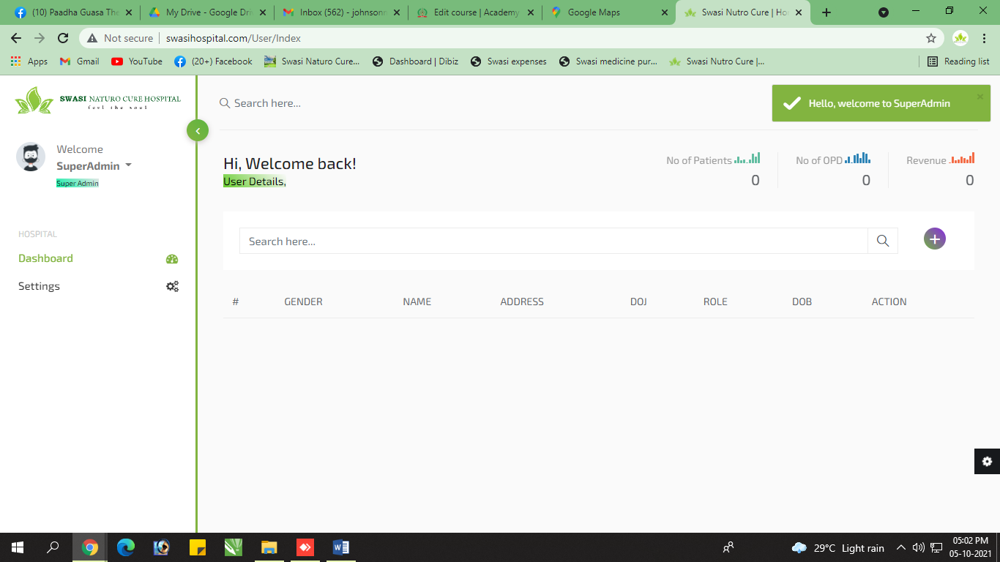 (10) Paadha Guasa The
My Drive - Google Dri
Inbox (562) - johnsonn
Edit course | Academy
Google Maps
Swasi Nutro Cure | Ho
Not secure
swasihospital.com/User/Index
Apps
Gmail
YouTube
(20+) Facebook
Swasi Naturo Cure...
Dashboard | Dibiz
Swasi expenses
Swasi medicine pur...
Swasi Nutro Cure |...
Reading list
SWASI NATURO CURE HOSPITAL
feel the soul
Search here...
Hello, welcome to SuperAdmin
Welcome
SuperAdmin
Super Admin
Hi, Welcome back!
User Details,
No of Patients
0
No of OPD
0
Revenue
0
HOSPITAL
Dashboard
Settings
Search here...
# GENDER NAME ADDRESS DOJ ROLE DOB ACTION
29°C Light rain
05:02 PM
05-10-2021